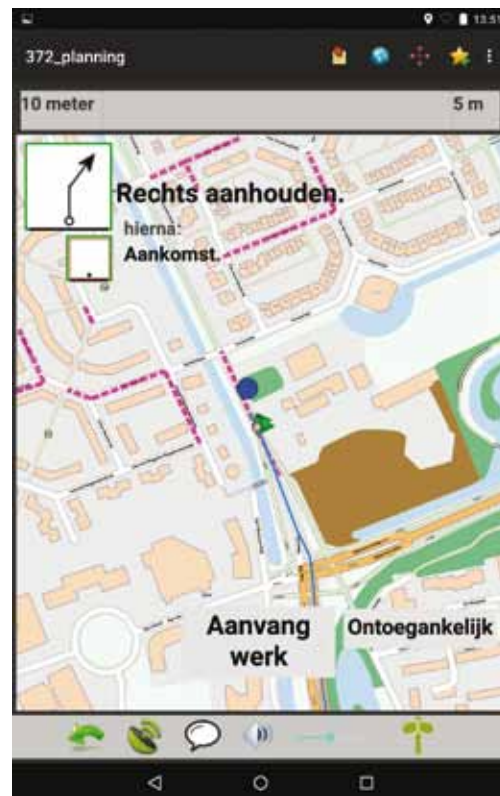 13:51
372_planning
10 meter
5 m
Rechts aanhouden.
hierna:
Aankomst.
Aanvang
werk
Ontoegankelijk